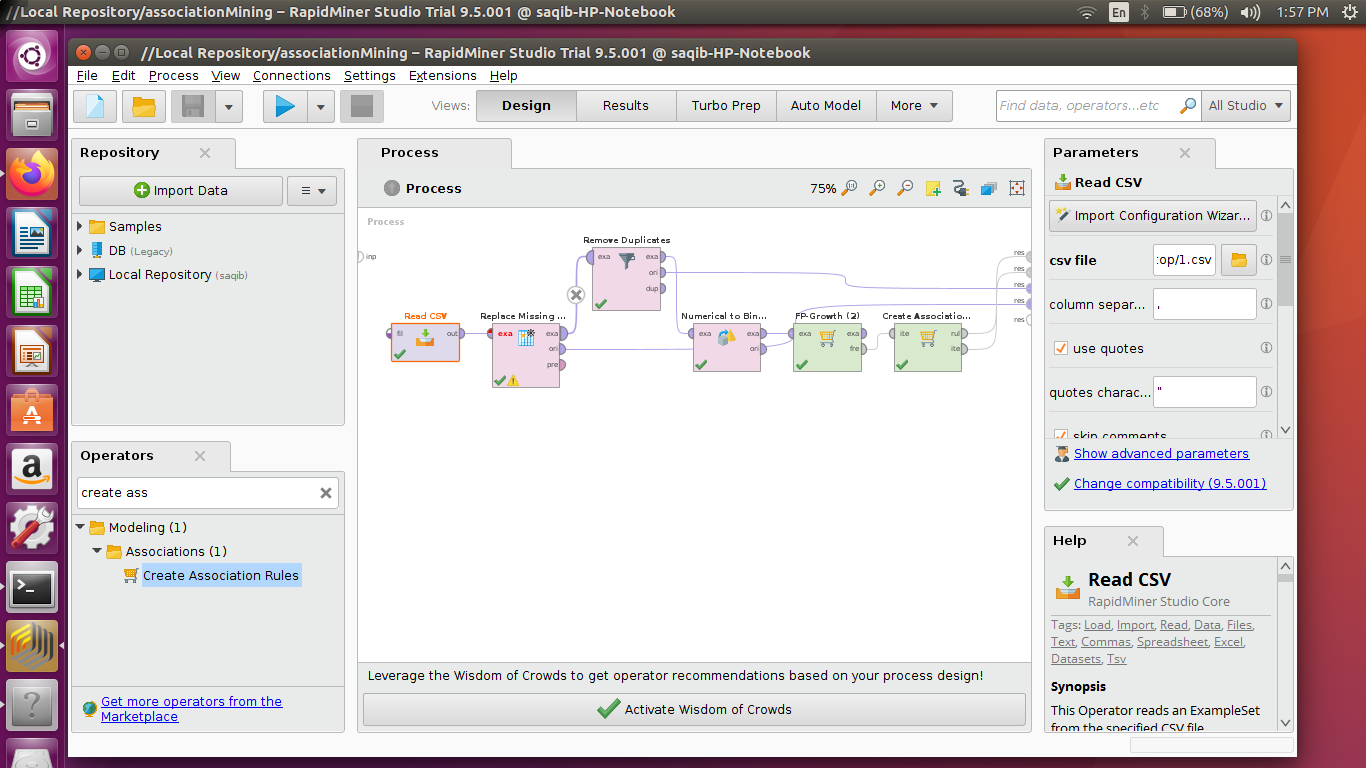 //Local Repository/associationMining – RapidMiner Studio Trial 9.5.001 @ saqib-HP-Notebook
En
(68%)
1:57 PM
//Local Repository/associationMining – RapidMiner Studio Trial 9.5.001 @ saqib-HP-Notebook
File Edit Process View Connections Settings Extensions Help
Views: Design Results Turbo Prep Auto Model More
Find data, operators...etc
All Studio
Repository
Import Data
Samples
DB (Legacy)
Local Repository (saqib)
Operators
create ass
Modeling (1)
Associations (1)
Create Association Rules
Get more operators from the
Marketplace
Process
Process
75%
Process
inp
Read CSV
fil out
Replace Missing ...
exa exa
ori
pre
Remove Duplicates
exa exa
ori
dup
Numerical to Bin...
exa exa
ori
FP-Growth (2)
exa exa
fre
Create Associatio...
ite rul
ite
res
res
res
res
res
Leverage the Wisdom of Crowds to get operator recommendations based on your process design!
Activate Wisdom of Crowds
Parameters
Read CSV
Import Configuration Wizar...
csv file :op/1.csv
column separ... ,
use quotes
quotes charac... "
skip comments
Show advanced parameters
Change compatibility (9.5.001)
Help
Read CSV
RapidMiner Studio Core
Tags: Load, Import, Read, Data, Files,
Text, Commas, Spreadsheet, Excel,
Datasets, Tsv
Synopsis
This Operator reads an ExampleSet
from the specified CSV file.